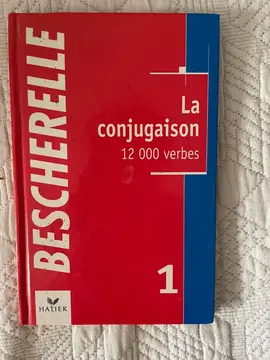 BESCHERELLE
La
conjugaison
12 000 verbes
1
HATIER